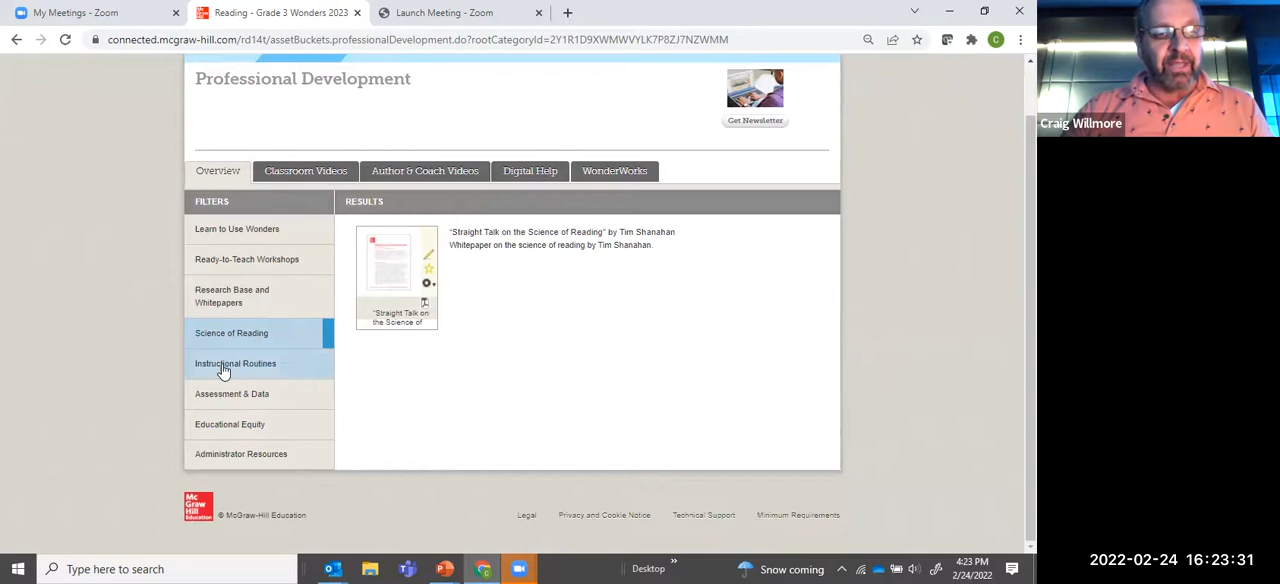 My Meetings - Zoom
Reading - Grade 3 Wonders 2023
Launch Meeting - Zoom
connected.mcgraw-hill.com/rd14t/assetBuckets.professionalDevelopment.do?rootCategoryId=2Y1R1D9XWMWVYLK7P8ZJ7NZWMM
C
Professional Development
Get Newsletter
Craig Willmore
Overview
Classroom Videos
Author & Coach Videos
Digital Help
WonderWorks
FILTERS
RESULTS
Learn to Use Wonders
Ready-to-Teach Workshops
Research Base and
Whitepapers
Science of Reading
Instructional Routines
Assessment & Data
Educational Equity
Administrator Resources
"Straight Talk on the Science of Reading" by Tim Shanahan
Whitepaper on the science of reading by Tim Shanahan.
"Straight Talk on
the Science of
Mc
Graw
Hill
Education
© McGraw-Hill Education
Legal
Privacy and Cookie Notice
Technical Support
Minimum Requirements
Type here to search
Desktop
Snow coming
4:23 PM
2/24/2022
2022-02-24 16:23:31